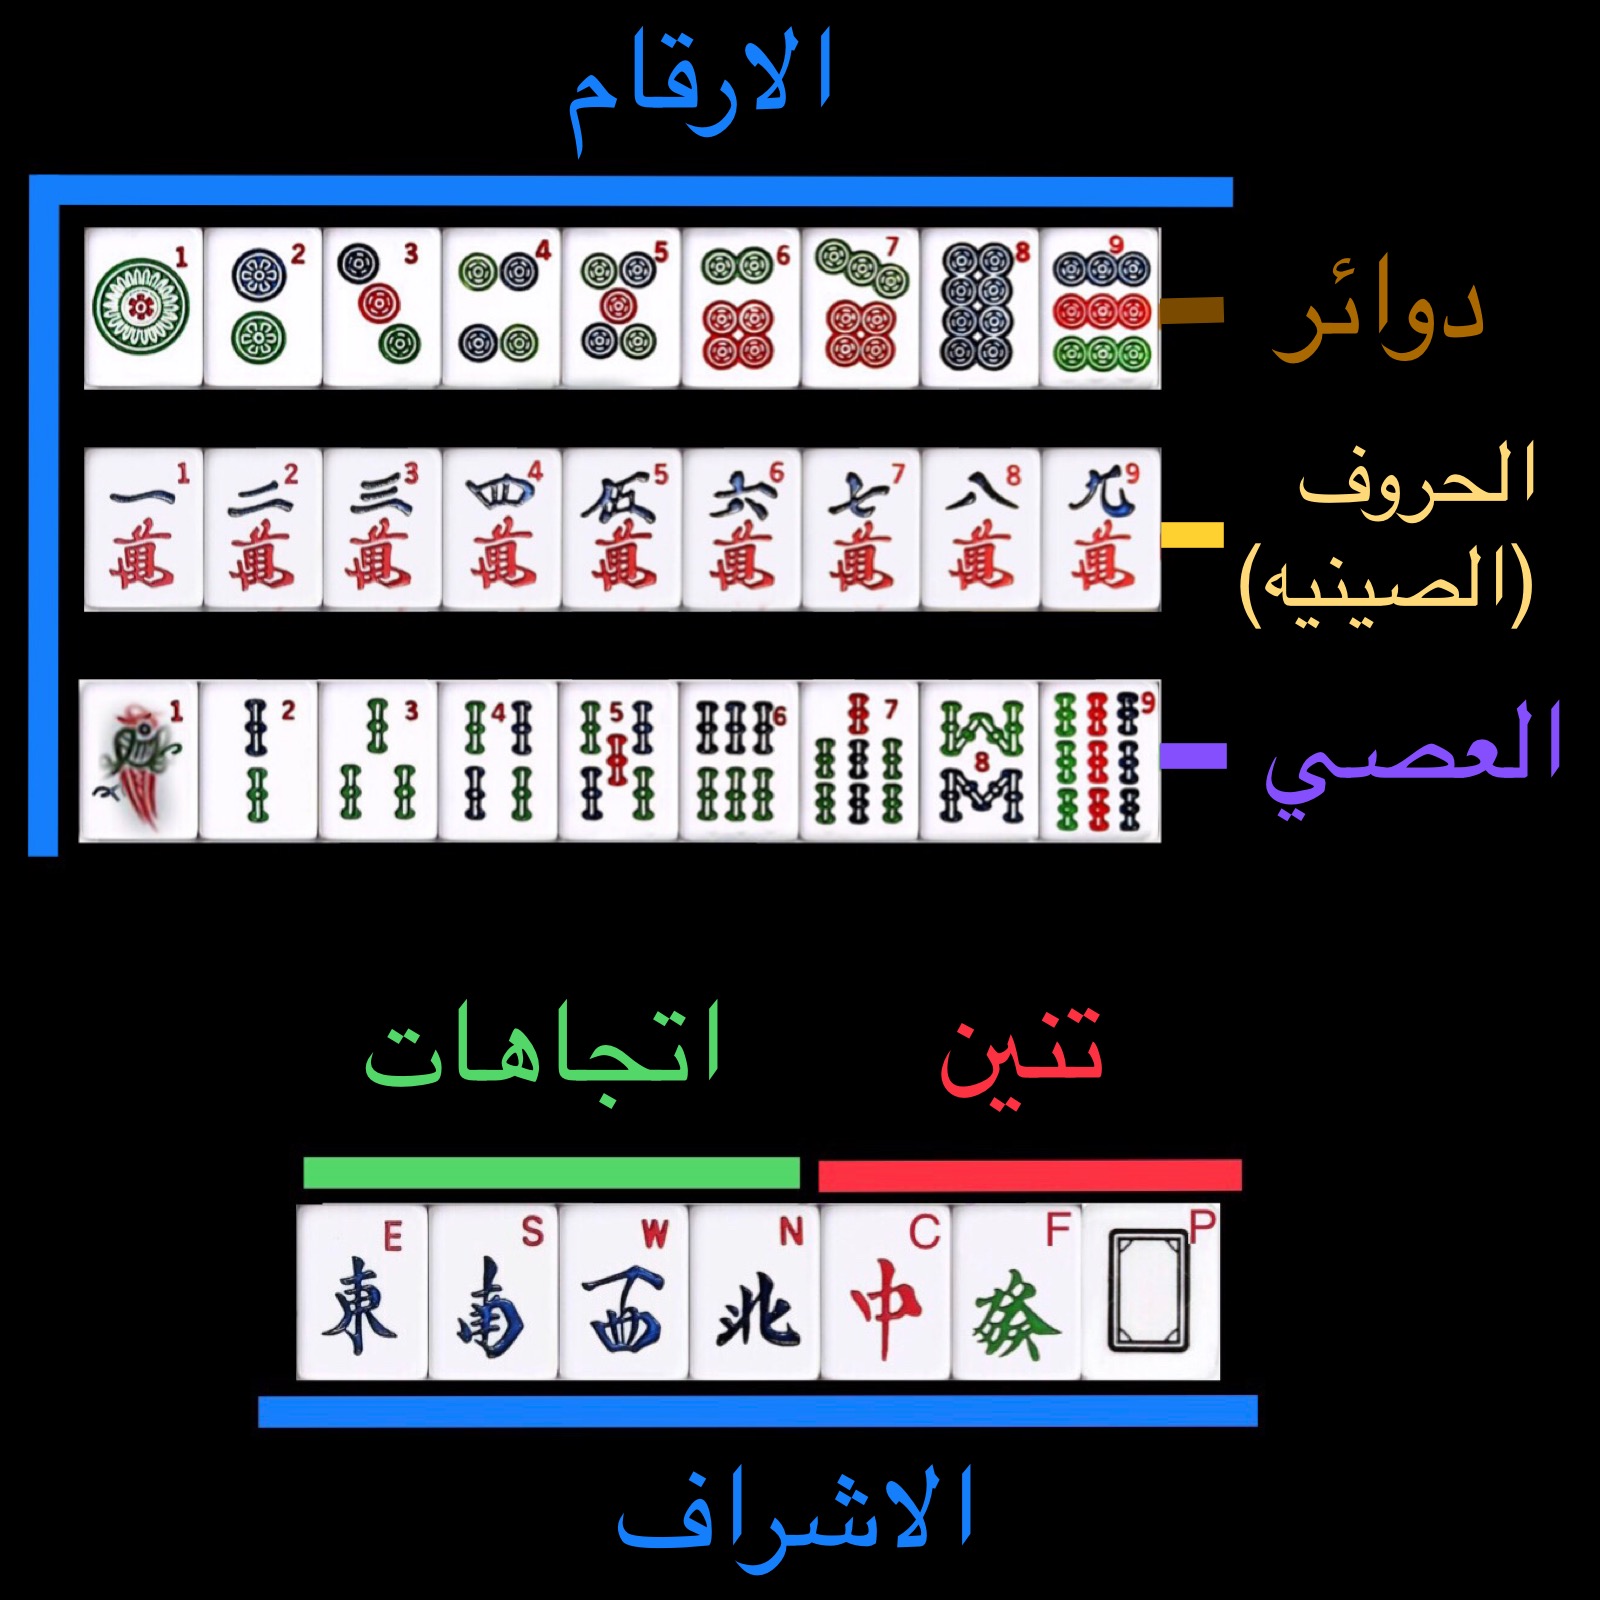 الارقام
1 2 3 4 5 6 7 8 9
دوائر
1 2 3 4 5 6 7 8 9
一 二 三 四 伍 六 七 八 九
萬 萬 萬 萬 萬 萬 萬 萬 萬
الحروف
(الصينيه)
1 2 3 4 5 6 7 8 9
العصي
اتجاهات
تنين
E S W N C F P
東 南 西 北 中 發
الاشراف